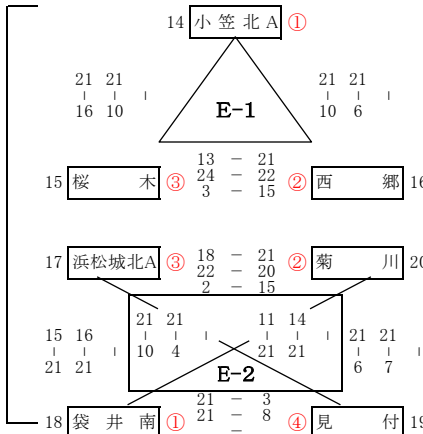 14 小笠北A ①
21 21 21 21
| | | | | |
16 10 10 6
E-1
13 － 21
24 － 22
3 － 15
15 桜木 ③ ② 西郷 16
17 浜松城北A ③ 18 － 21 ② 菊川 20
22 － 20
2 － 15
21 21 11 14
| | | | | |
10 4 21 21
15 16 21 21
| | | | | |
21 21 6 7
E-2
21 － 3
21 － 8
－
18 袋井南 ① ④ 見付 19